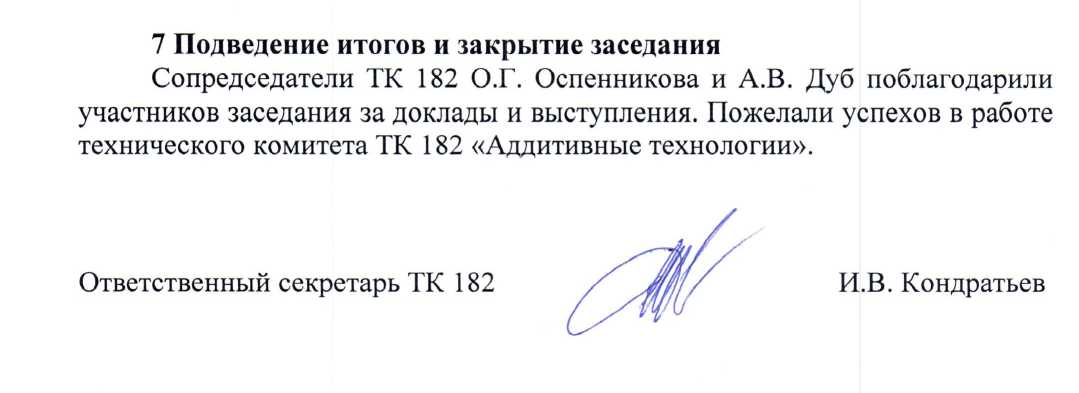 7 Подведение итогов и закрытие заседания
Сопредседатели ТК 182 О.Г. Оспенникова и А.В. Дуб поблагодарили
участников заседания за доклады и выступления. Пожелали успехов в работе
технического комитета ТК 182 «Аддитивные технологии».
Ответственный секретарь ТК 182 И.В. Кондратьев